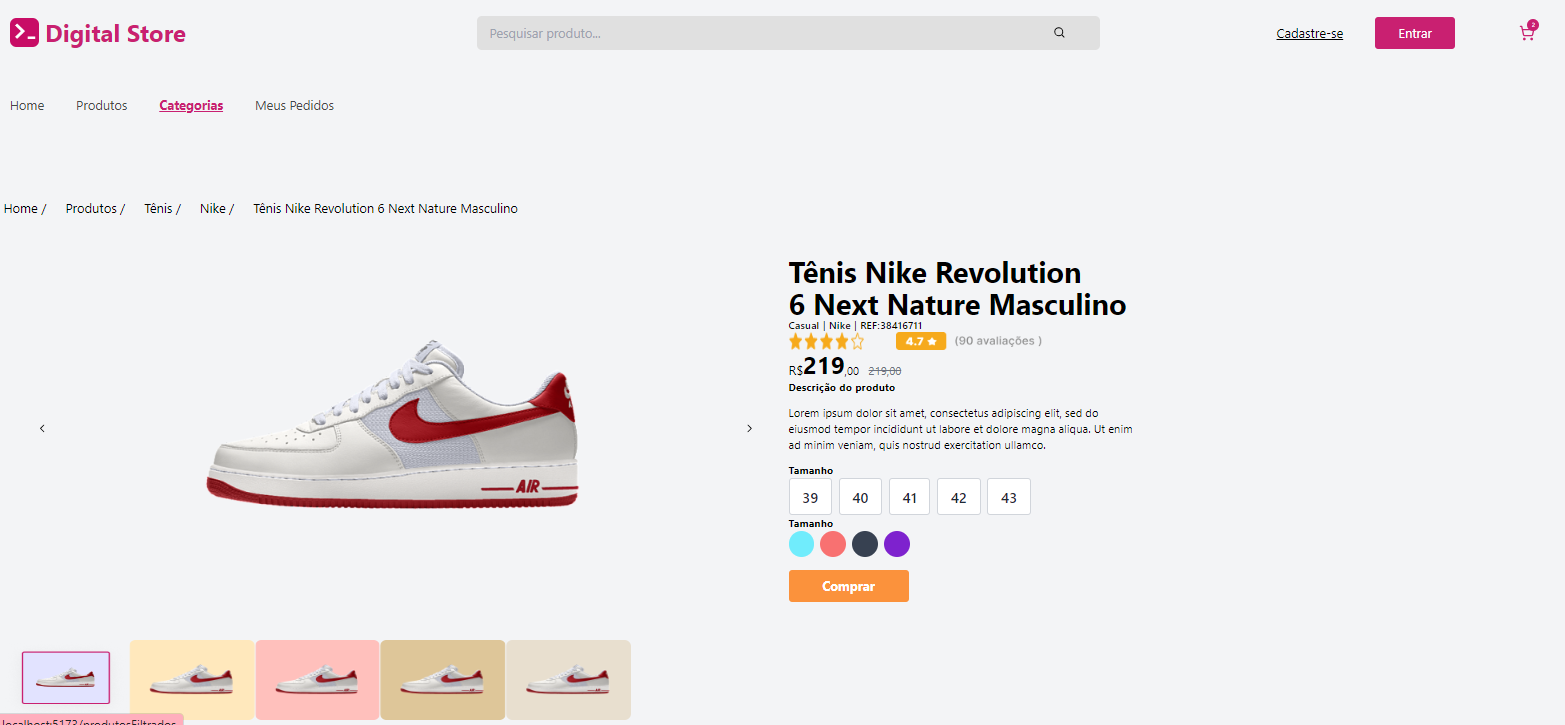 Digital Store
Pesquisar produto...
Cadastre-se
Entrar
2
Home Produtos Categorias Meus Pedidos
Home / Produtos / Tênis / Nike / Tênis Nike Revolution 6 Next Nature Masculino
Tênis Nike Revolution
6 Next Nature Masculino
Casual | Nike | REF:38416711
4.7 (90 avaliações )
R$219,00 219,00
Descrição do produto
Lorem ipsum dolor sit amet, consectetus adipiscing elit, sed do
eiusmod tempor incididunt ut labore et dolore magna aliqua. Ut enim
ad minim veniam, quis nostrud exercitation ullamco.
AIR
Tamanho
39 40 41 42 43
Tamanho
Comprar
localhost:5173/produtosFiltrados